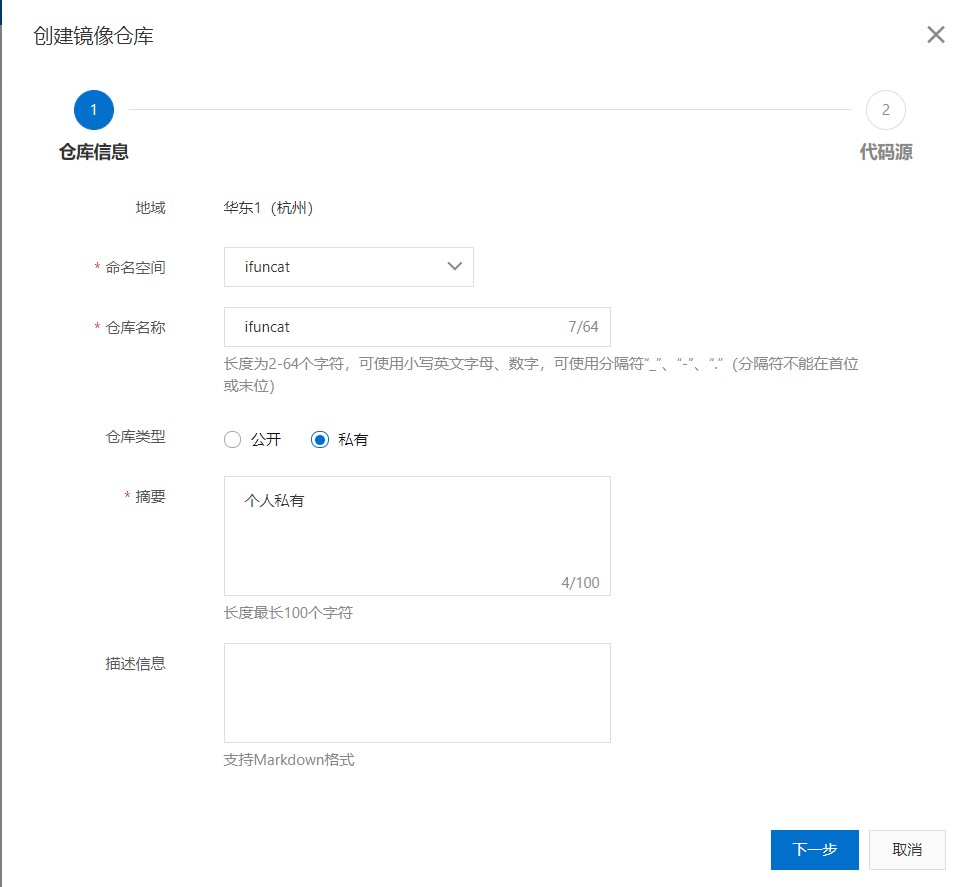 创建镜像仓库
1
2
仓库信息
代码源
地域
华东1（杭州）
* 命名空间
ifuncat
* 仓库名称
ifuncat
7/64
长度为2-64个字符，可使用小写英文字母、数字，可使用分隔符“_”、“-”、“.”（分隔符不能在首位
或末位）
仓库类型
公开
私有
* 摘要
个人私有
4/100
长度最长100个字符
描述信息
支持Markdown格式
下一步
取消